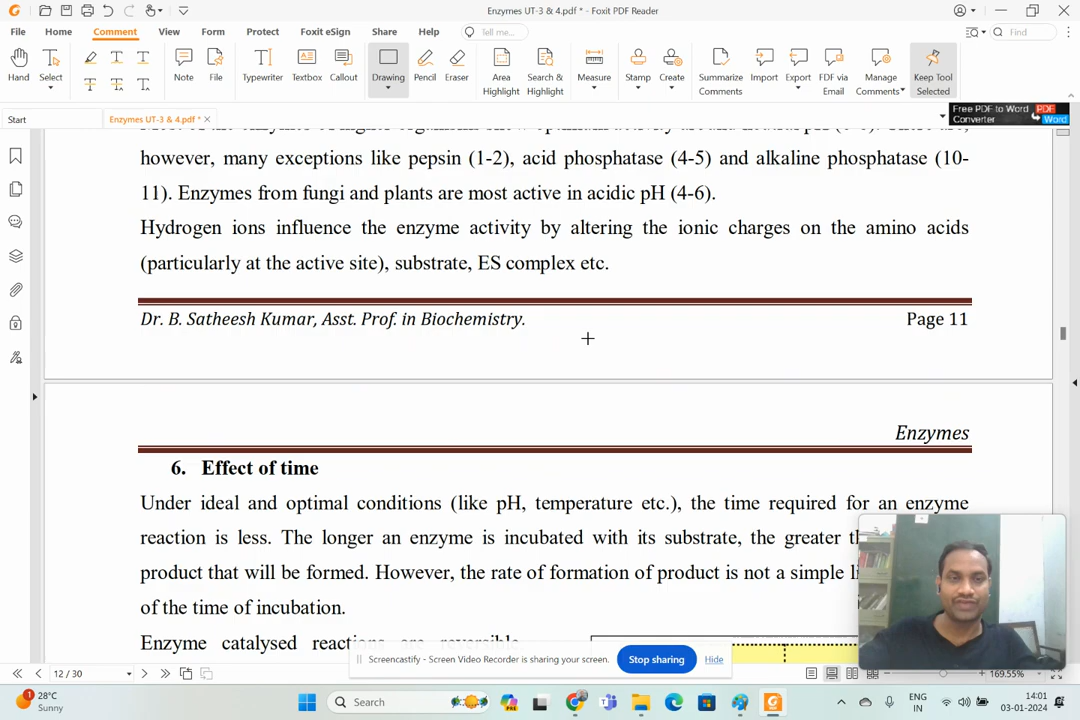 Enzymes UT-3 & 4.pdf * - Foxit PDF Reader
File Home Comment View Form Protect Foxit eSign Share Help Tell me... Find
Hand Select Note File Typewriter Textbox Callout Drawing Pencil Eraser Area Highlight Search & Highlight Measure Stamp Create Summarize Comments Import Export FDF via Email Manage Comments Keep Tool Selected
Start Enzymes UT-3 & 4.pdf * Free PDF to Word Converter PDF Word
however, many exceptions like pepsin (1-2), acid phosphatase (4-5) and alkaline phosphatase (10-
11). Enzymes from fungi and plants are most active in acidic pH (4-6).
Hydrogen ions influence the enzyme activity by altering the ionic charges on the amino acids
(particularly at the active site), substrate, ES complex etc.
Dr. B. Satheesh Kumar, Asst. Prof. in Biochemistry. Page 11
Enzymes
6. Effect of time
Under ideal and optimal conditions (like pH, temperature etc.), the time required for an enzyme
reaction is less. The longer an enzyme is incubated with its substrate, the greater
product that will be formed. However, the rate of formation of product is not a simple
of the time of incubation.
Enzyme catalysed reactions are reversible.
Screencastify - Screen Video Recorder is sharing your screen. Stop sharing Hide
12 / 30 169.55%
28°C Sunny Search ENG IN 14:01 03-01-2024